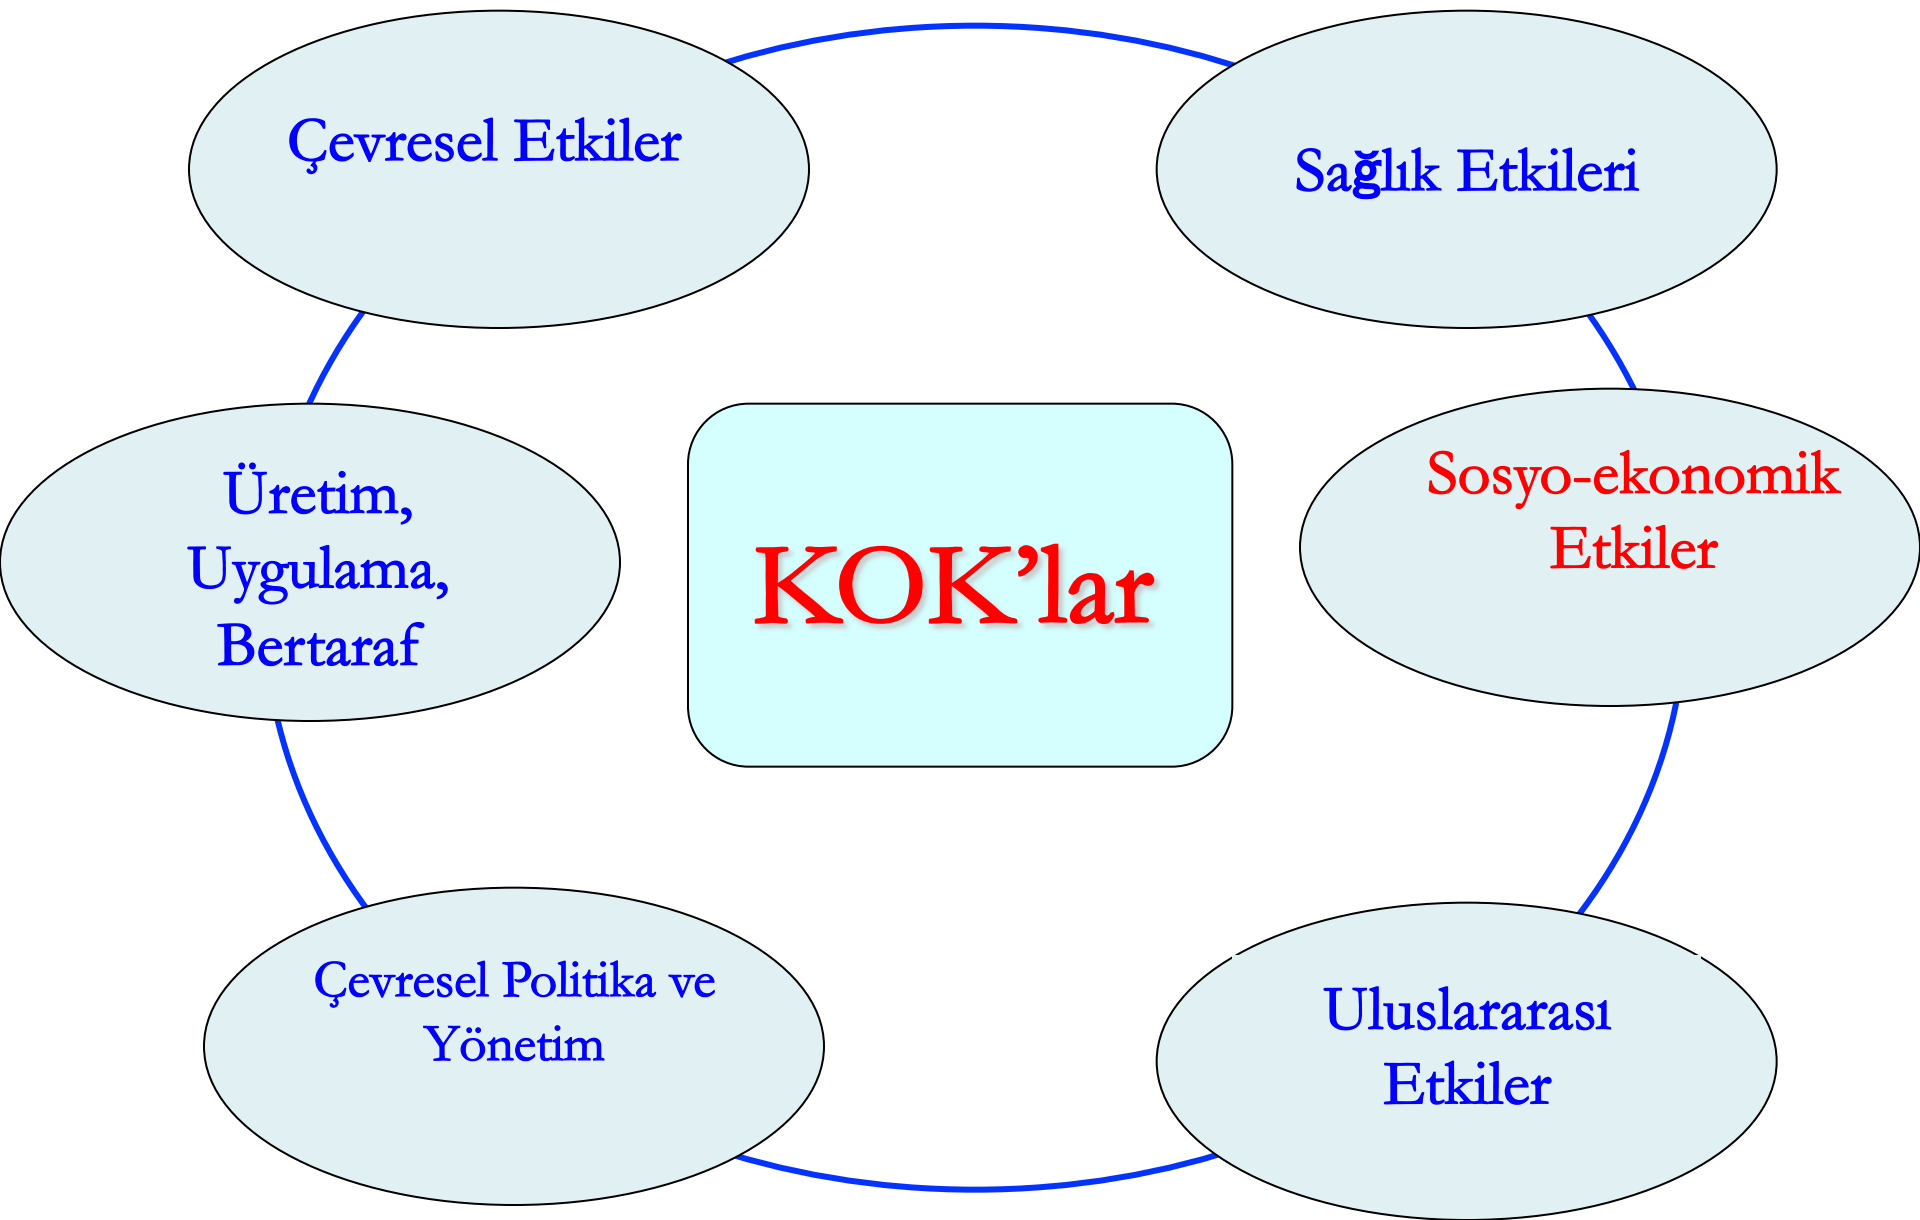 Çevresel Etkiler
Sağlık Etkileri
Üretim,
Uygulama,
Bertaraf
KOK’lar
Sosyo-ekonomik
Etkiler
Çevresel Politika ve
Yönetim
Uluslararası
Etkiler